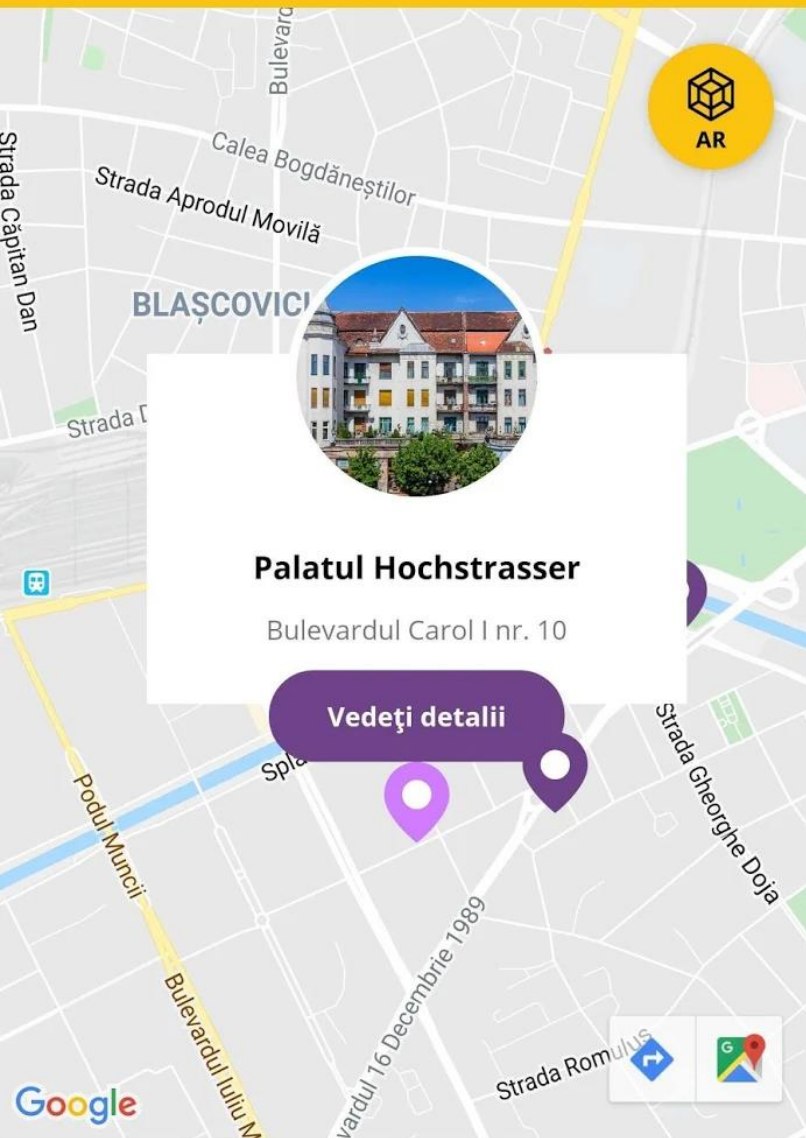 Bulevard
AR
Calea Bogdăneștilor
Strada Aprodul Movilă
Strada Căpitan Dan
BLAȘCOVICI
Strada D
Palatul Hochstrasser
Bulevardul Carol I nr. 10
Vedeţi detalii
Spla
Strada Gheorghe Doja
Podul Muncii
Bulevardul Iuliu M
vardul 16 Decembrie 1989
Strada Romulus
G
Google